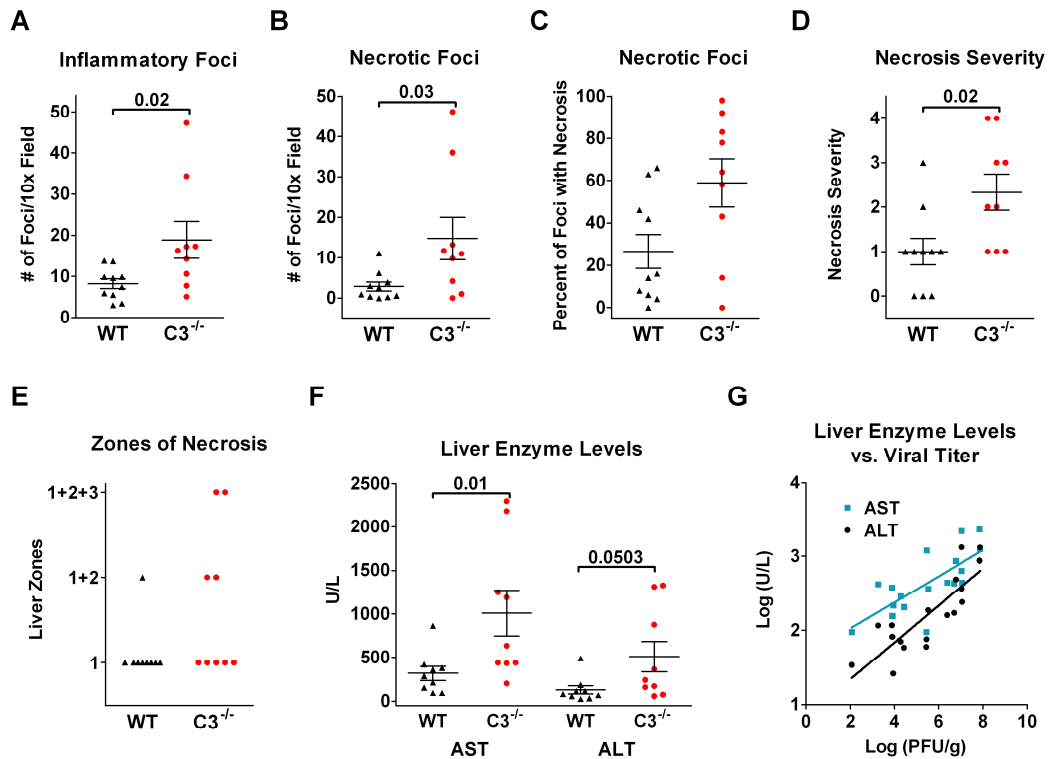 A
Inflammatory Foci
0.02
# of Foci/10x Field
50
40
30
20
10
0
WT
C3-/-
B
Necrotic Foci
0.03
# of Foci/10x Field
50
40
30
20
10
0
WT
C3-/-
C
Necrotic Foci
Percent of Foci with Necrosis
100
80
60
40
20
0
WT
C3-/-
D
Necrosis Severity
0.02
Necrosis Severity
4
3
2
1
0
WT
C3-/-
E
Zones of Necrosis
Liver Zones
1+2+3
1+2
1
WT
C3-/-
F
Liver Enzyme Levels
0.01
0.0503
U/L
2500
2000
1500
1000
500
0
WT
C3-/-
WT
C3-/-
AST
ALT
G
Liver Enzyme Levels
vs. Viral Titer
AST
ALT
Log (U/L)
4
3
2
1
0
2
4
6
8
10
Log (PFU/g)